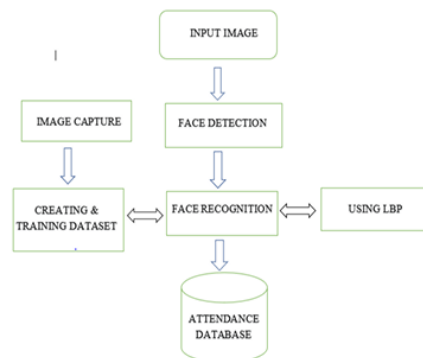 INPUT IMAGE
IMAGE CAPTURE
FACE DETECTION
CREATING &
TRAINING DATASET
FACE RECOGNITION
USING LBP
ATTENDANCE
DATABASE